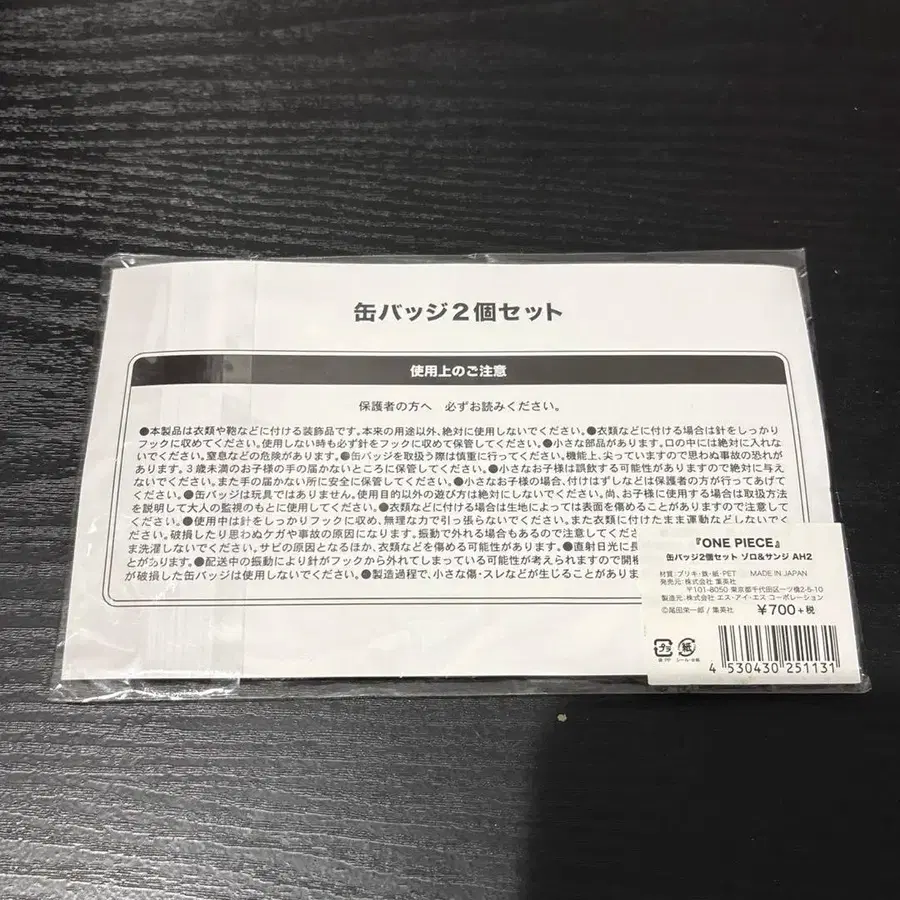 缶バッジ2個セット
使用上のご注意
保護者の方へ　必ずお読みください。
●本製品は衣類や鞄などに付ける装飾品です。本来の用途以外、絶対に使用しないでください。●衣類などに付ける場合は針をしっかり
フックに収めてください。使用しない時も必ず針をフックに収めて保管してください。●小さな部品があります。口の中には絶対に入れ
ないでください。窒息などの危険があります。●缶バッジを取扱う際は慎重に行ってください。機能上、尖っていますので思わぬ事故の恐れ
があります。3歳未満のお子様の手の届かないところに保管してください。●小さなお子様は誤飲する可能性がありますので絶対に与え
ないでください。また手の届かない所に安全に保管してください。●小さなお子様の場合、付けはずしなどは保護者の方が行ってあげて
ください。●缶バッジは玩具ではありません。使用目的以外の遊び方は絶対にしないでください。尚、お子様に使用する場合は取扱方法
を説明して大人の監視のもとに使用してください。●衣類などに付ける場合は生地によっては表面を傷めることがありますので注意して
ください。●使用中は針をしっかりフックに収め、無理な力で引っ張らないでください。また衣類に付けたまま運動などしないでくだ
さい。破損したり思わぬケガや事故の原因になります。振動で外れる場合もあるので注意してくださ
ま洗濯しないでください。サビの原因となるほか、衣類などを傷める可能性があります。●直射日光に長
とがあります。●配送中の振動により針がフックから外れてしまっている可能性が考えられますので開梱
が破損した缶バッジは使用しないでください。●製造過程で、小さな傷・スレなどが生じることがありま
『ONE PIECE』
缶バッジ2個セット ゾロ&サンジ AH2
材質:ブリキ・鉄・紙・PET　MADE IN JAPAN
発売元:株式会社 集英社
〒101-8050 東京都千代田区一ツ橋2-5-10
製造元:株式会社 エス・アイ・エス コーポレーション
©尾田栄一郎/集英社　¥700+税
プラ 紙
4 530430 251131